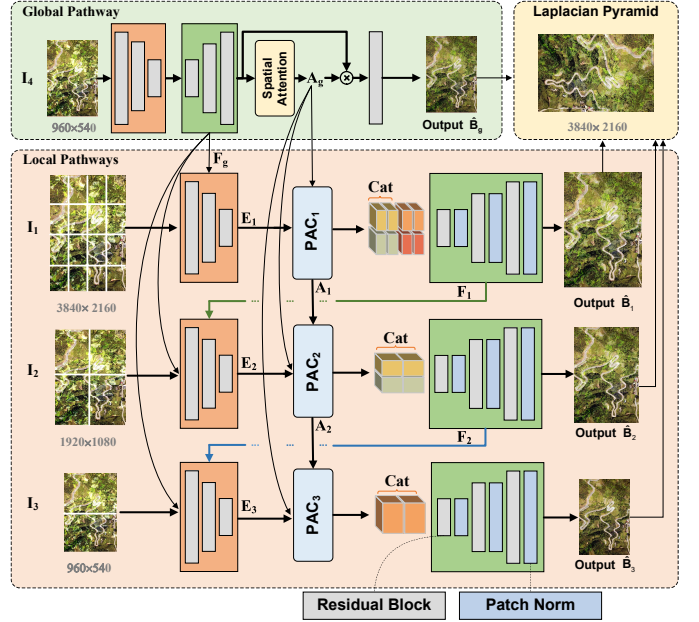 Global Pathway
I4
960×540
Spatial
Attention
Ag
Output B̂g
Laplacian Pyramid
3840×2160
Local Pathways
Fg
I1
3840×2160
E1
PAC1
Cat
Output B̂1
A1
F1
I2
1920×1080
E2
PAC2
Cat
Output B̂2
A2
F2
I3
960×540
E3
PAC3
Cat
Output B̂3
Residual Block
Patch Norm